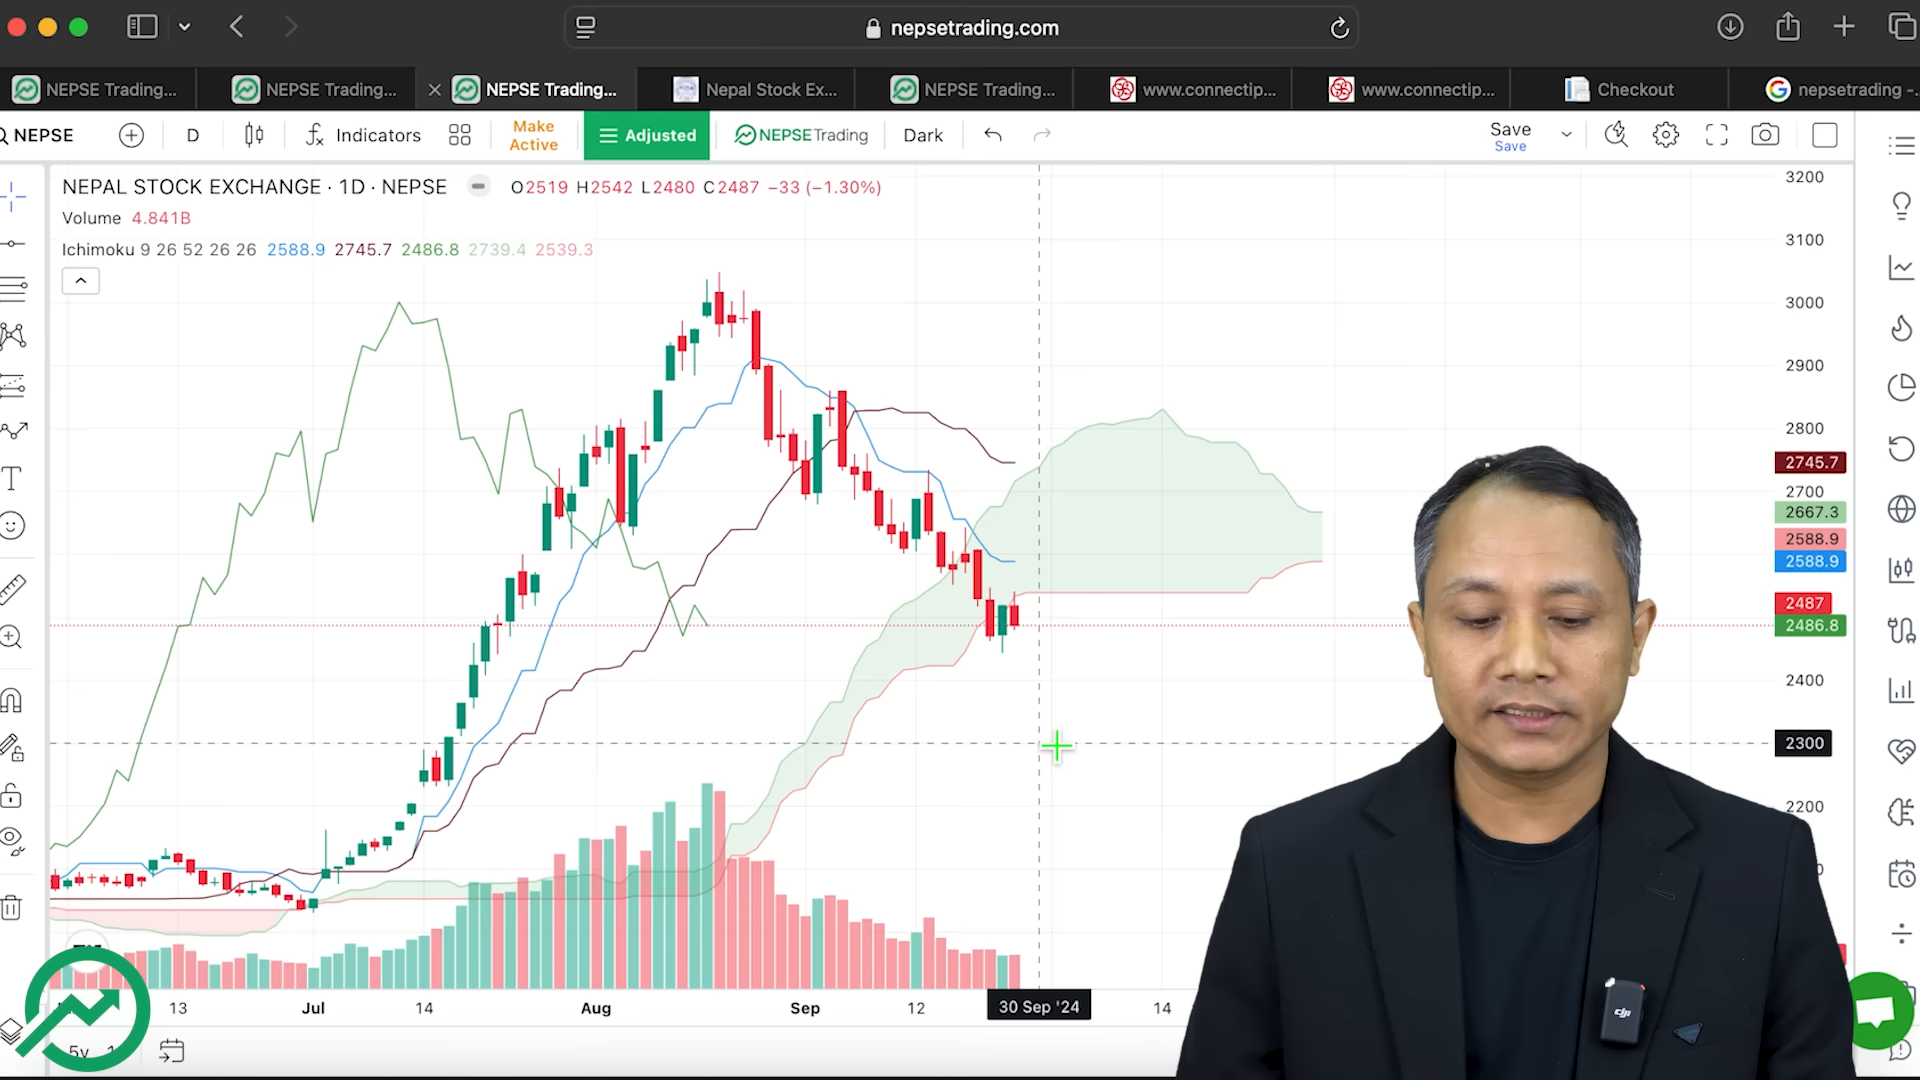 nepsetrading.com
NEPSE Trading...
NEPSE Trading...
NEPSE Trading...
Nepal Stock Ex...
NEPSE Trading...
www.connectip...
www.connectip...
Checkout
nepsetrading -...
NEPSE
D
Indicators
Make
Active
Adjusted
NEPSETrading
Dark
Save
Save
NEPAL STOCK EXCHANGE · 1D · NEPSE
O2519 H2542 L2480 C2487 −33 (−1.30%)
Volume 4.841B
Ichimoku 9 26 52 26 26 2588.9 2745.7 2486.8 2739.4 2539.3
3200
3100
3000
2900
2800
2745.7
2700
2667.3
2588.9
2588.9
2487
2486.8
2400
2300
2200
13
Jul
14
Aug
Sep
12
30 Sep '24
14
5y
dji